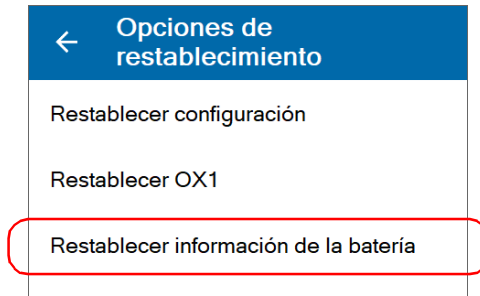 Opciones de
restablecimiento
Restablecer configuración
Restablecer OX1
Restablecer información de la batería